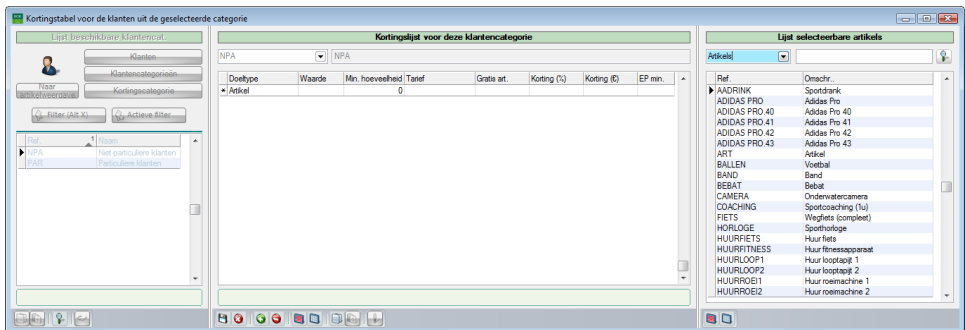 Kortingstabel voor de klanten uit de geselecteerde categorie
Lijst beschikbare klantencat.
Klanten
Klantencategorieën
Naar artikelweergave
Kortingscategorie
Filter (Alt X)
Actieve filter
Ref. 1 Naam
NPA Niet-particuliere klanten
PAR Particuliere klanten
Kortingslijst voor deze klantencategorie
NPA NPA
Doeltype Waarde Min. hoeveelheid Tarief Gratis art. Korting (%) Korting (€) EP min.
Artikel 0
Lijst selecteerbare artikels
Artikels
Ref. Omschr..
AADRINK Sportdrank
ADIDAS PRO Adidas Pro
ADIDAS PRO.40 Adidas Pro 40
ADIDAS PRO.41 Adidas Pro 41
ADIDAS PRO.42 Adidas Pro 42
ADIDAS PRO.43 Adidas Pro 43
ART Artikel
BALLEN Voetbal
BAND Band
BEBAT Bebat
CAMERA Onderwatercamera
COACHING Sportcoaching (1u)
FIETS Wegfiets (compleet)
HORLOGE Sporthorloge
HUURFIETS Huur fiets
HUURFITNESS Huur fitnessapparaat
HUURLOOP1 Huur looptapijt 1
HUURLOOP2 Huur looptapijt 2
HUURROEI1 Huur roeimachine 1
HUURROEI2 Huur roeimachine 2